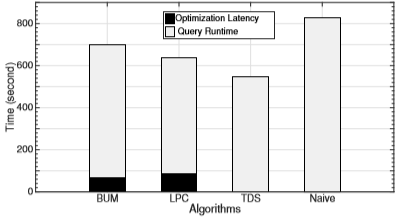 Optimization Latency
Query Runtime
800
600
400
200
0
Time (second)
BUM LPC TDS Naive
Algorithms